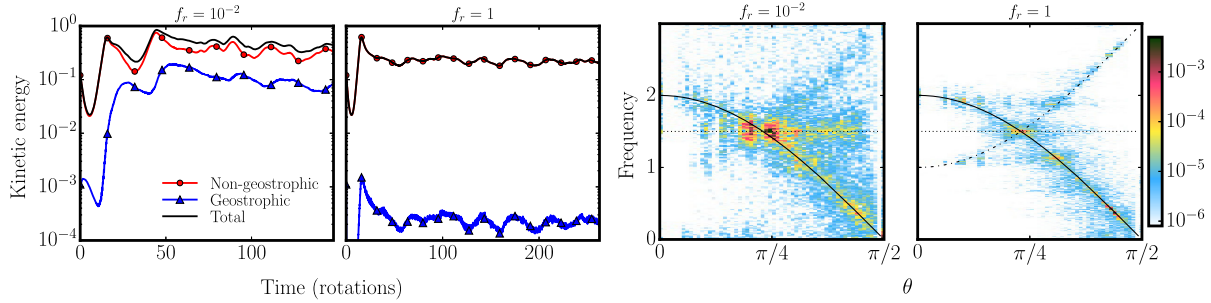 f_r = 10^{-2}
f_r = 1
f_r = 10^{-2}
f_r = 1
Kinetic energy
10^0
10^{-1}
10^{-2}
10^{-3}
10^{-4}
Non-geostrophic
Geostrophic
Total
0
50
100
0
100
200
Time (rotations)
Frequency
2
1
0
0
π/4
π/2
0
π/4
π/2
θ
10^{-3}
10^{-4}
10^{-5}
10^{-6}